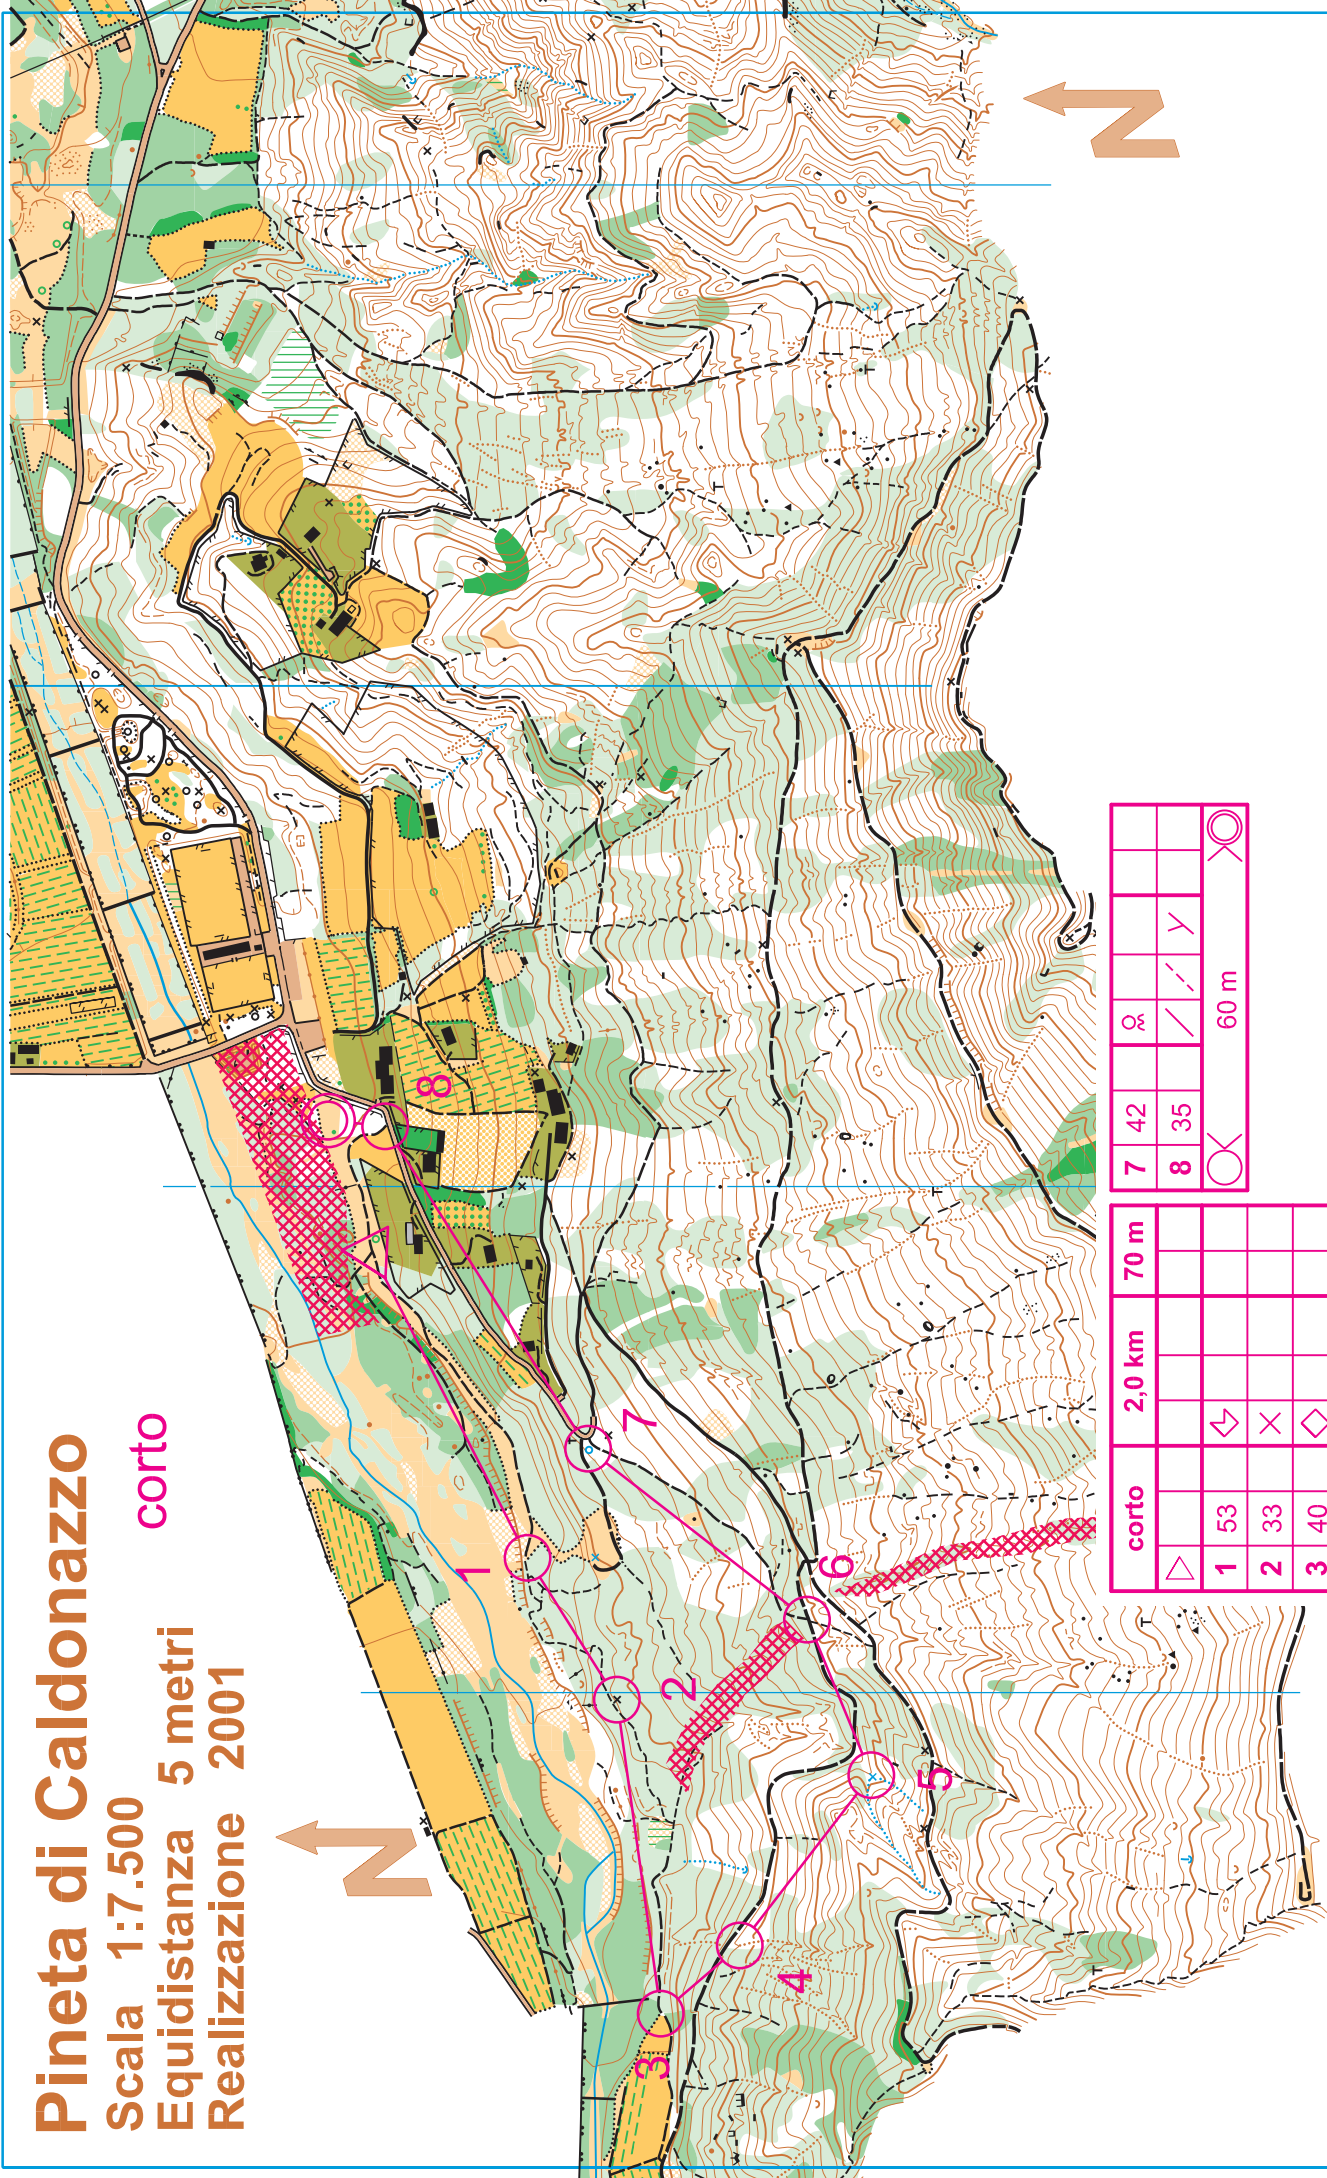 Pineta di Caldonazzo
Scala 1:7.500
Equidistanza 5 metri
Realizzazione 2001
corto
N
N
1
2
3
4
5
6
7
8
corto 2,0 km 70 m
1 53
2 33
3 40
7 42
8 35
60 m